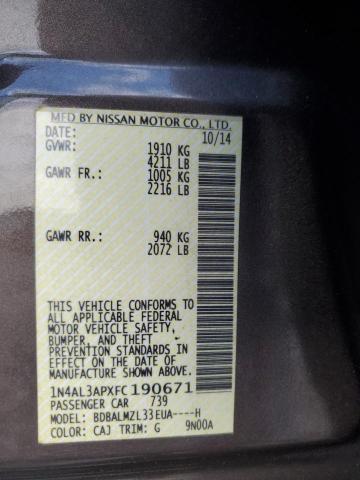 MFD BY NISSAN MOTOR CO., LTD.
DATE: 10/14
GVWR: 1910 KG
4211 LB
GAWR FR.: 1005 KG
2216 LB
GAWR RR.: 940 KG
2072 LB
THIS VEHICLE CONFORMS TO
ALL APPLICABLE FEDERAL
MOTOR VEHICLE SAFETY,
BUMPER, AND THEFT
PREVENTION STANDARDS IN
EFFECT ON THE DATE OF
MANUFACTURE SHOWN ABOVE.
1N4AL3APXFC190671
PASSENGER CAR 739
MODEL: BDBALMZL33EUA----H
COLOR: CAJ TRIM: G 9N00A